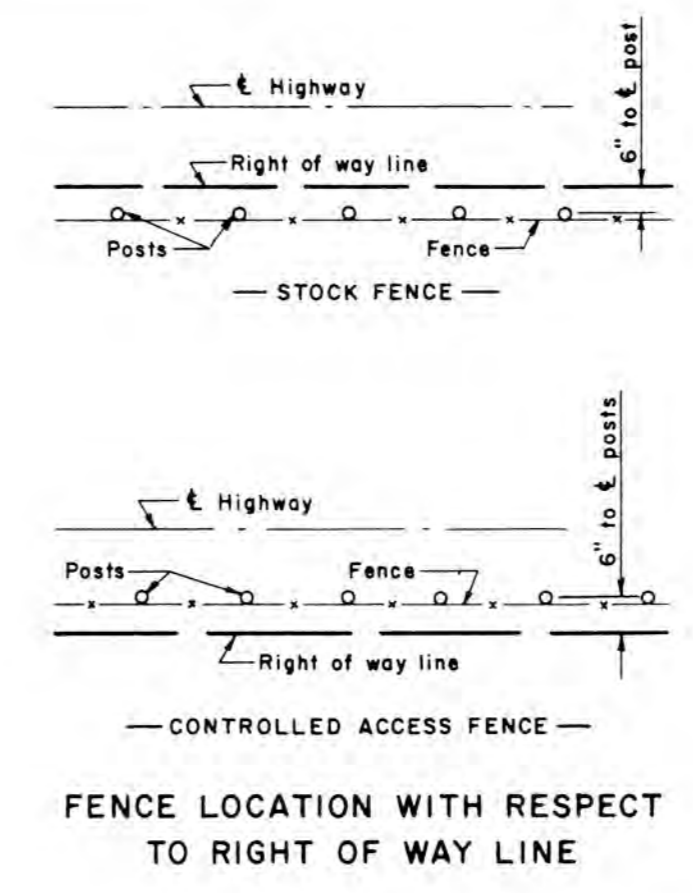 6" to ℄ post
℄ Highway
Right of way line
Posts
Fence
— STOCK FENCE —
6" to ℄ posts
℄ Highway
Posts
Fence
Right of way line
— CONTROLLED ACCESS FENCE —
FENCE LOCATION WITH RESPECT
TO RIGHT OF WAY LINE